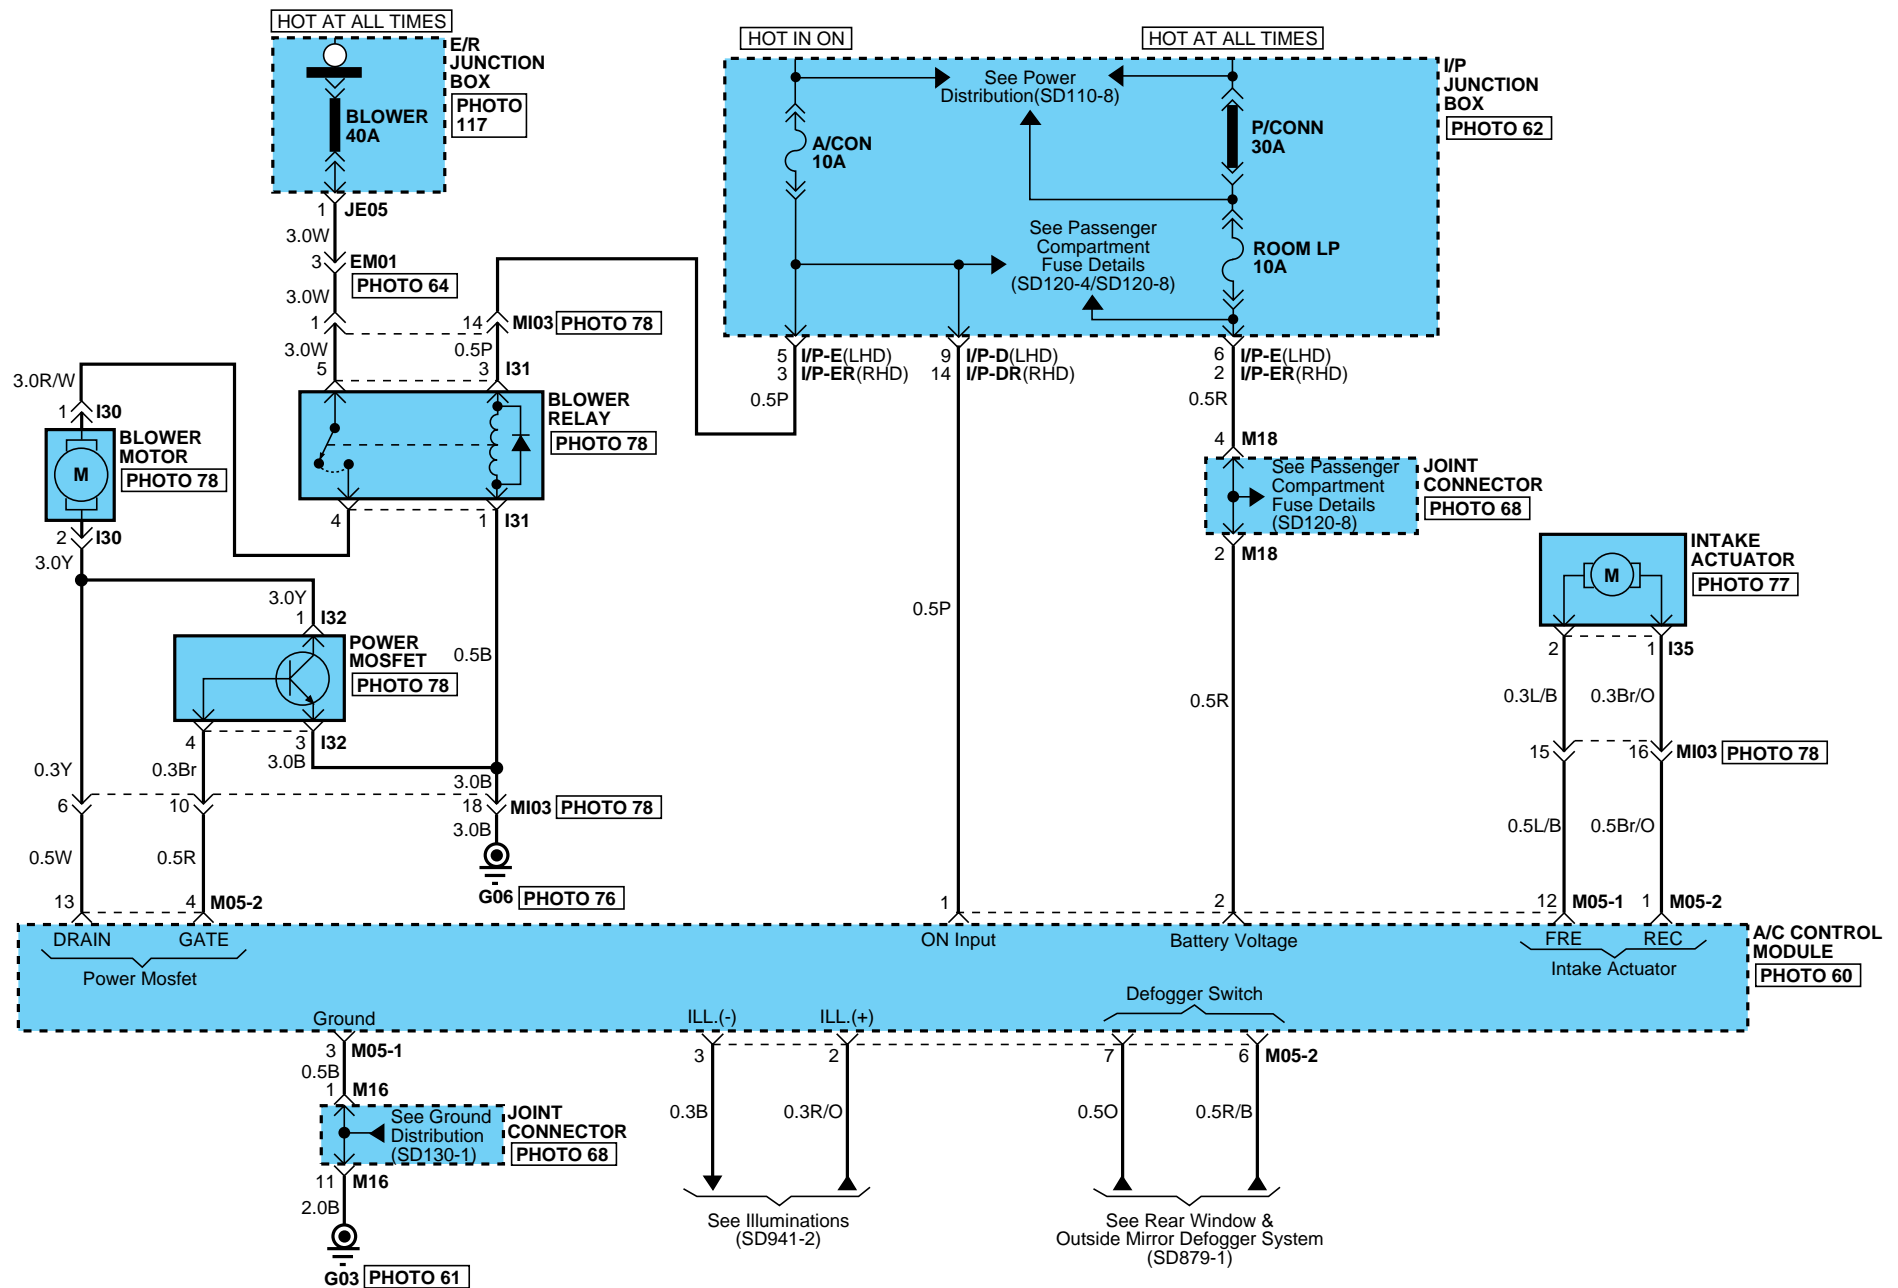 HOT AT ALL TIMES
E/R
JUNCTION
BOX
PHOTO
117
BLOWER
40A
1 JE05
3.0W
3 EM01
PHOTO 64
3.0W
1
14 MI03 PHOTO 78
3.0W
0.5P
5
3 I31
BLOWER
RELAY
PHOTO 78
4
1 I31
3.0R/W
1 I30
BLOWER
MOTOR
PHOTO 78
M
2 I30
3.0Y
3.0Y
1 I32
POWER
MOSFET
PHOTO 78
0.5B
4
3 I32
3.0B
0.3Y
0.3Br
3.0B
6
10
18 MI03 PHOTO 78
3.0B
0.5W
0.5R
G06 PHOTO 76
13
4 M05-2
HOT IN ON
HOT AT ALL TIMES
I/P
JUNCTION
BOX
PHOTO 62
See Power
Distribution(SD110-8)
A/CON
10A
P/CONN
30A
See Passenger
Compartment
Fuse Details
(SD120-4/SD120-8)
ROOM LP
10A
5 I/P-E(LHD)
3 I/P-ER(RHD)
0.5P
9 I/P-D(LHD)
14 I/P-DR(RHD)
6 I/P-E(LHD)
2 I/P-ER(RHD)
0.5R
4 M18
See Passenger
Compartment
Fuse Details
(SD120-8)
JOINT
CONNECTOR
PHOTO 68
2 M18
0.5P
0.5R
INTAKE
ACTUATOR
PHOTO 77
M
2
1 I35
0.3L/B
0.3Br/O
15
16 MI03 PHOTO 78
0.5L/B
0.5Br/O
1
2
12 M05-1
1 M05-2
A/C CONTROL
MODULE
PHOTO 60
DRAIN
GATE
Power Mosfet
ON Input
Battery Voltage
FRE
REC
Intake Actuator
Ground
ILL.(-)
ILL.(+)
Defogger Switch
3 M05-1
0.5B
1 M16
See Ground
Distribution
(SD130-1)
JOINT
CONNECTOR
PHOTO 68
11 M16
2.0B
G03 PHOTO 61
3
2
7
6 M05-2
0.3B
0.3R/O
0.5O
0.5R/B
See Illuminations
(SD941-2)
See Rear Window &
Outside Mirror Defogger System
(SD879-1)